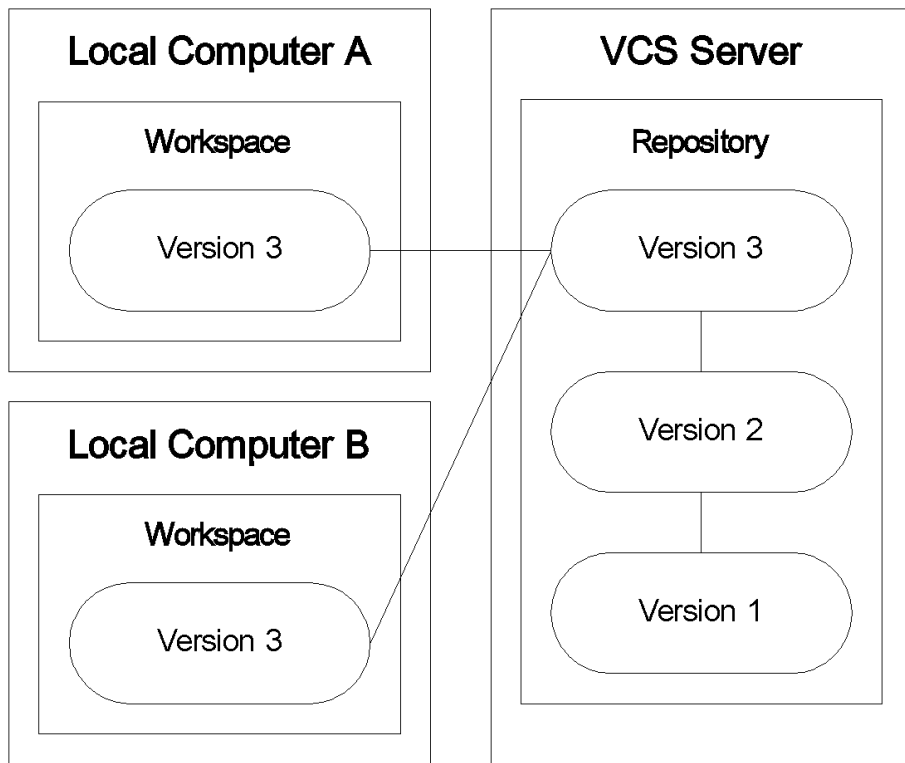 Local Computer A
Workspace
Version 3
Local Computer B
Workspace
Version 3
VCS Server
Repository
Version 3
Version 2
Version 1